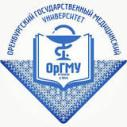 ОРЕНБУРГСКИЙ ГОСУДАРСТВЕННЫЙ МЕДИЦИНСКИЙ
УНИВЕРСИТЕТ
ОрГМУ